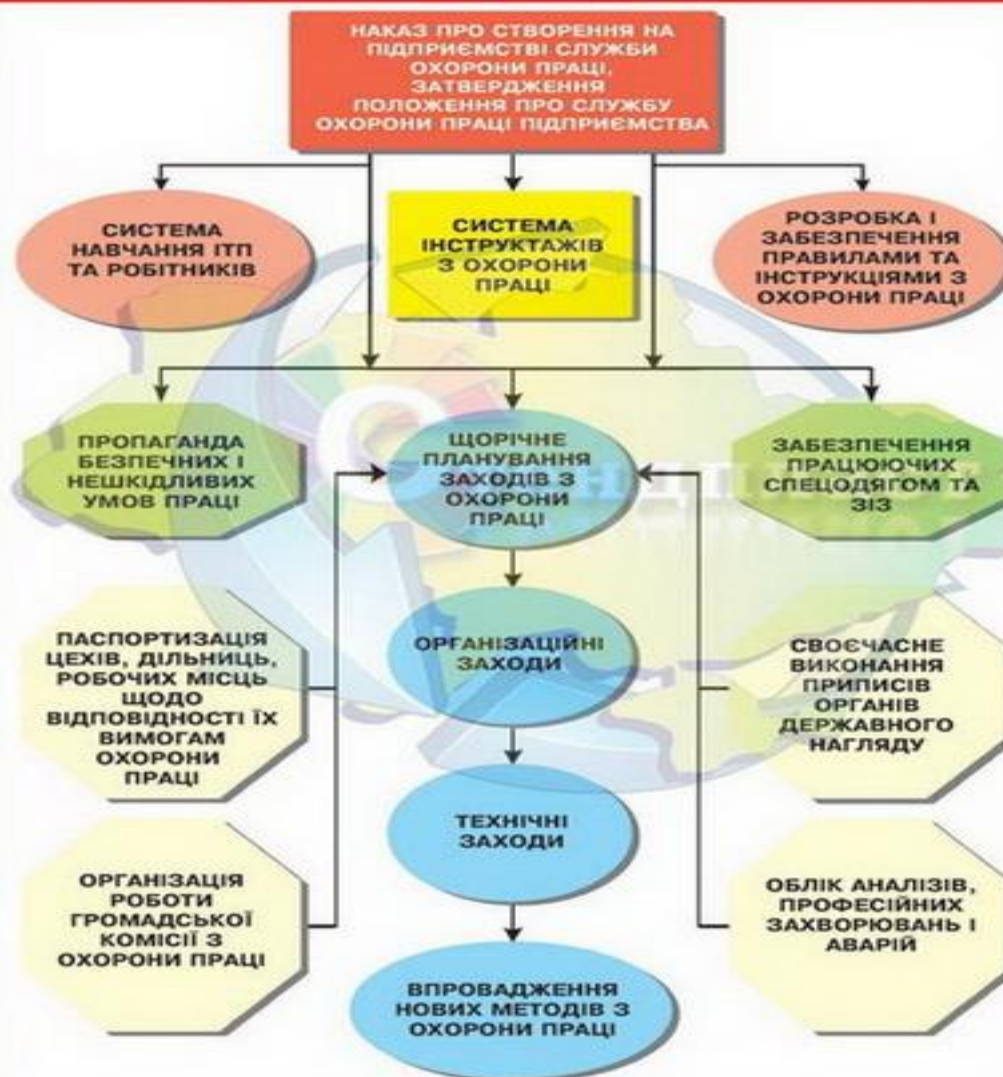 НАКАЗ ПРО СТВОРЕННЯ НА
ПІДПРИЄМСТВІ СЛУЖБИ
ОХОРОНИ ПРАЦІ,
ЗАТВЕРДЖЕННЯ
ПОЛОЖЕННЯ ПРО СЛУЖБУ
ОХОРОНИ ПРАЦІ ПІДПРИЄМСТВА
СИСТЕМА
НАВЧАННЯ ІТП
ТА РОБІТНИКІВ
СИСТЕМА
ІНСТРУКТАЖІВ
З ОХОРОНИ
ПРАЦІ
РОЗРОБКА І
ЗАБЕЗПЕЧЕННЯ
ПРАВИЛАМИ ТА
ІНСТРУКЦІЯМИ З
ОХОРОНИ ПРАЦІ
ПРОПАГАНДА
БЕЗПЕЧНИХ І
НЕШКІДЛИВИХ
УМОВ ПРАЦІ
ЩОРІЧНЕ
ПЛАНУВАННЯ
ЗАХОДІВ З
ОХОРОНИ
ПРАЦІ
ЗАБЕЗПЕЧЕННЯ
ПРАЦЮЮЧИХ
СПЕЦОДЯГОМ ТА
ЗІЗ
ПАСПОРТИЗАЦІЯ
ЦЕХІВ, ДІЛЬНИЦЬ,
РОБОЧИХ МІСЦЬ
ЩОДО
ВІДПОВІДНОСТІ ЇХ
ВИМОГАМ
ОХОРОНИ
ПРАЦІ
ОРГАНІЗАЦІЙНІ
ЗАХОДИ
СВОЄЧАСНЕ
ВИКОНАННЯ
ПРИПИСІВ
ОРГАНІВ
ДЕРЖАВНОГО
НАГЛЯДУ
ТЕХНІЧНІ
ЗАХОДИ
ОРГАНІЗАЦІЯ
РОБОТИ
ГРОМАДСЬКОЇ
КОМІСІЇ З
ОХОРОНИ ПРАЦІ
ОБЛІК АНАЛІЗІВ,
ПРОФЕСІЙНИХ
ЗАХВОРЮВАНЬ І
АВАРІЙ
ВПРОВАДЖЕННЯ
НОВИХ МЕТОДІВ З
ОХОРОНИ ПРАЦІ